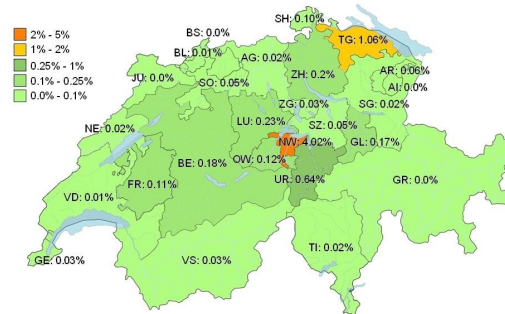 2% - 5%
1% - 2%
0.25% - 1%
0.1% - 0.25%
0.0% - 0.1%
SH: 0.10%
BS: 0.0%
TG: 1.06%
BL: 0.01%
AG: 0.02%
JU: 0.0%
SO: 0.05%
ZH: 0.2%
AR: 0.06%
AI: 0.0%
ZG: 0.03%
SG: 0.02%
LU: 0.23%
SZ: 0.05%
NE: 0.02%
NW: 4.02%
GL: 0.17%
BE: 0.18%
OW: 0.12%
UR: 0.64%
GR: 0.0%
FR: 0.11%
VD: 0.01%
TI: 0.02%
GE: 0.03%
VS: 0.03%